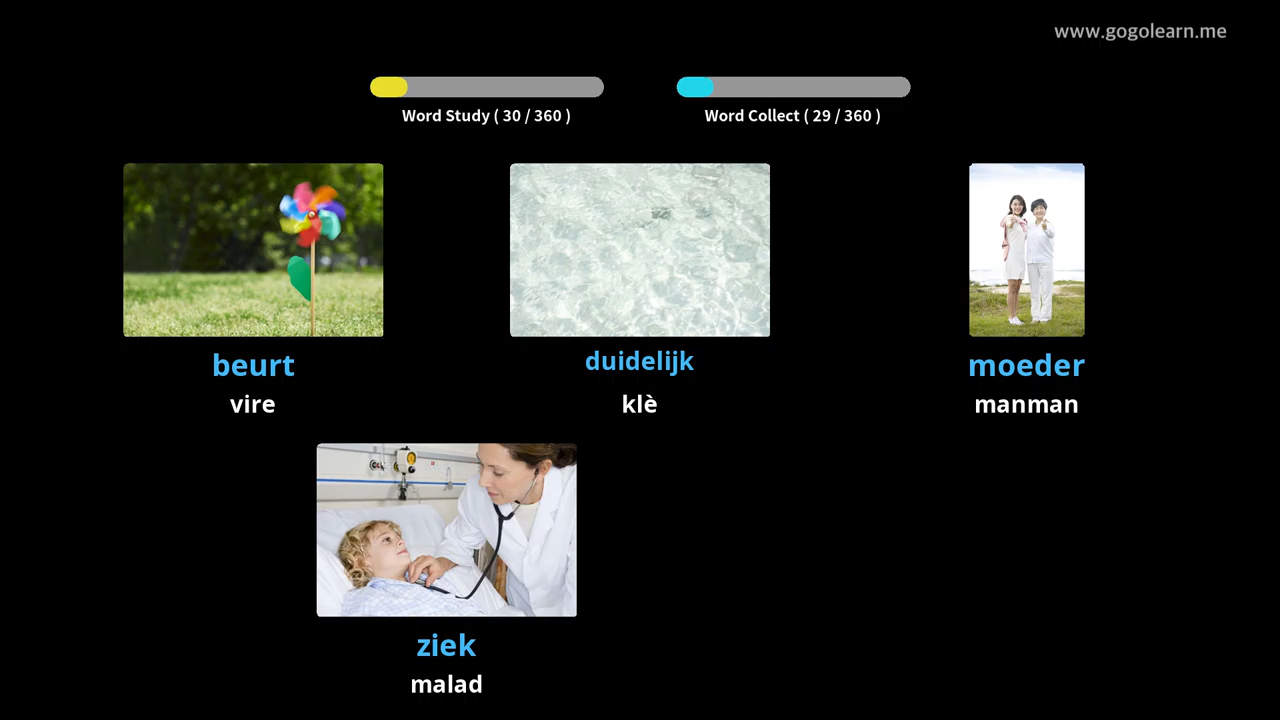 www.gogolearn.me
Word Study ( 30 / 360 )
Word Collect ( 29 / 360 )
beurt
vire
duidelijk
klè
moeder
manman
ziek
malad